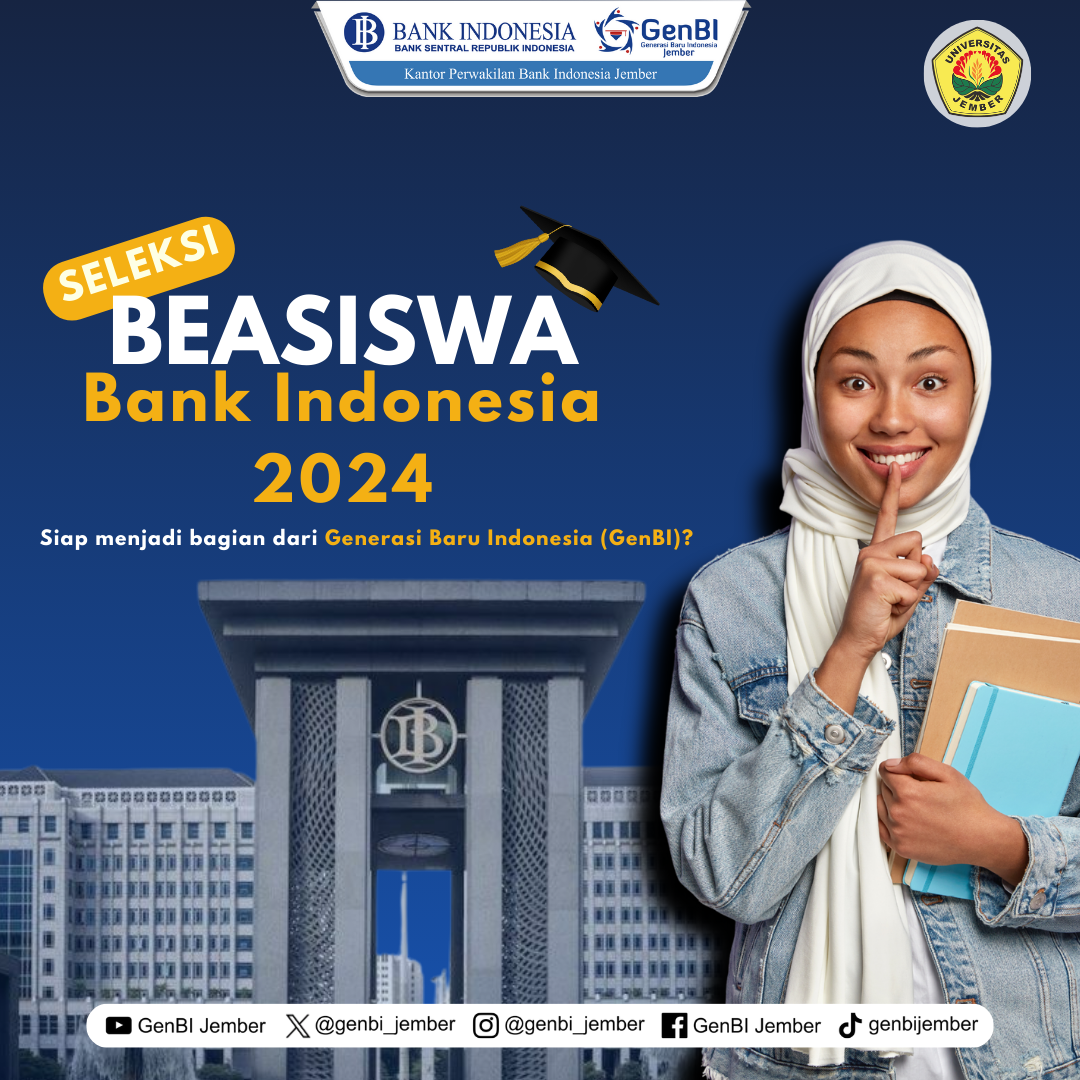 BANK INDONESIA
BANK SENTRAL REPUBLIK INDONESIA
GenBI
Generasi Baru Indonesia
Jember
Kantor Perwakilan Bank Indonesia Jember
UNIVERSITAS
JEMBER
SELEKSI
BEASISWA
Bank Indonesia
2024
Siap menjadi bagian dari Generasi Baru Indonesia (GenBI)?
GenBI Jember @genbi_jember @genbi_jember GenBI Jember genbijember